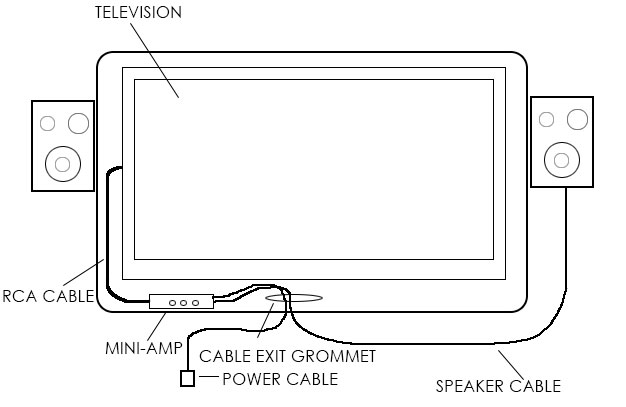 TELEVISION
RCA CABLE
MINI-AMP
CABLE EXIT GROMMET
POWER CABLE
SPEAKER CABLE